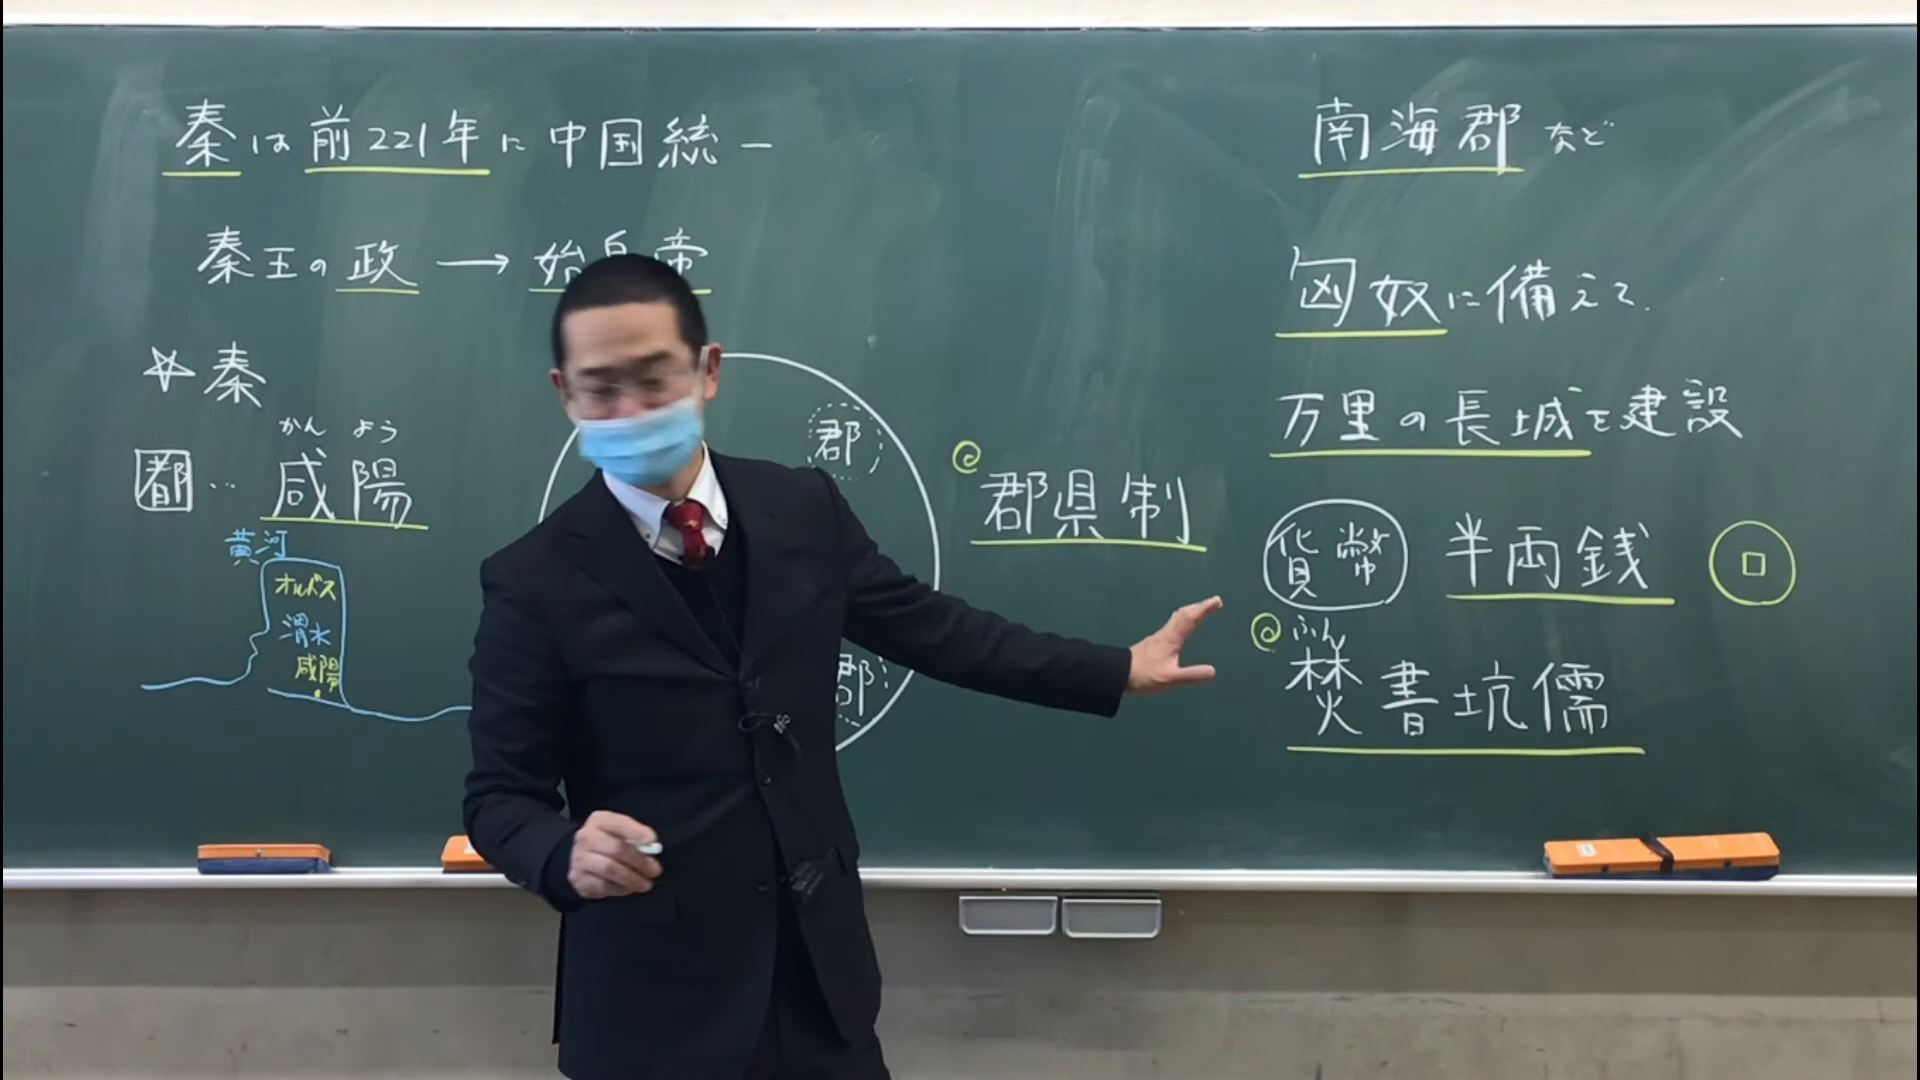 秦は前221年に中国統一
秦王の政→始皇帝
☆秦
かん よう
都…咸陽
黄河
オルドス
渭水
咸陽
郡
郡
郡県制
南海郡など
匈奴に備えて
万里の長城を建設
貨幣 半両銭
ふん
焚書坑儒